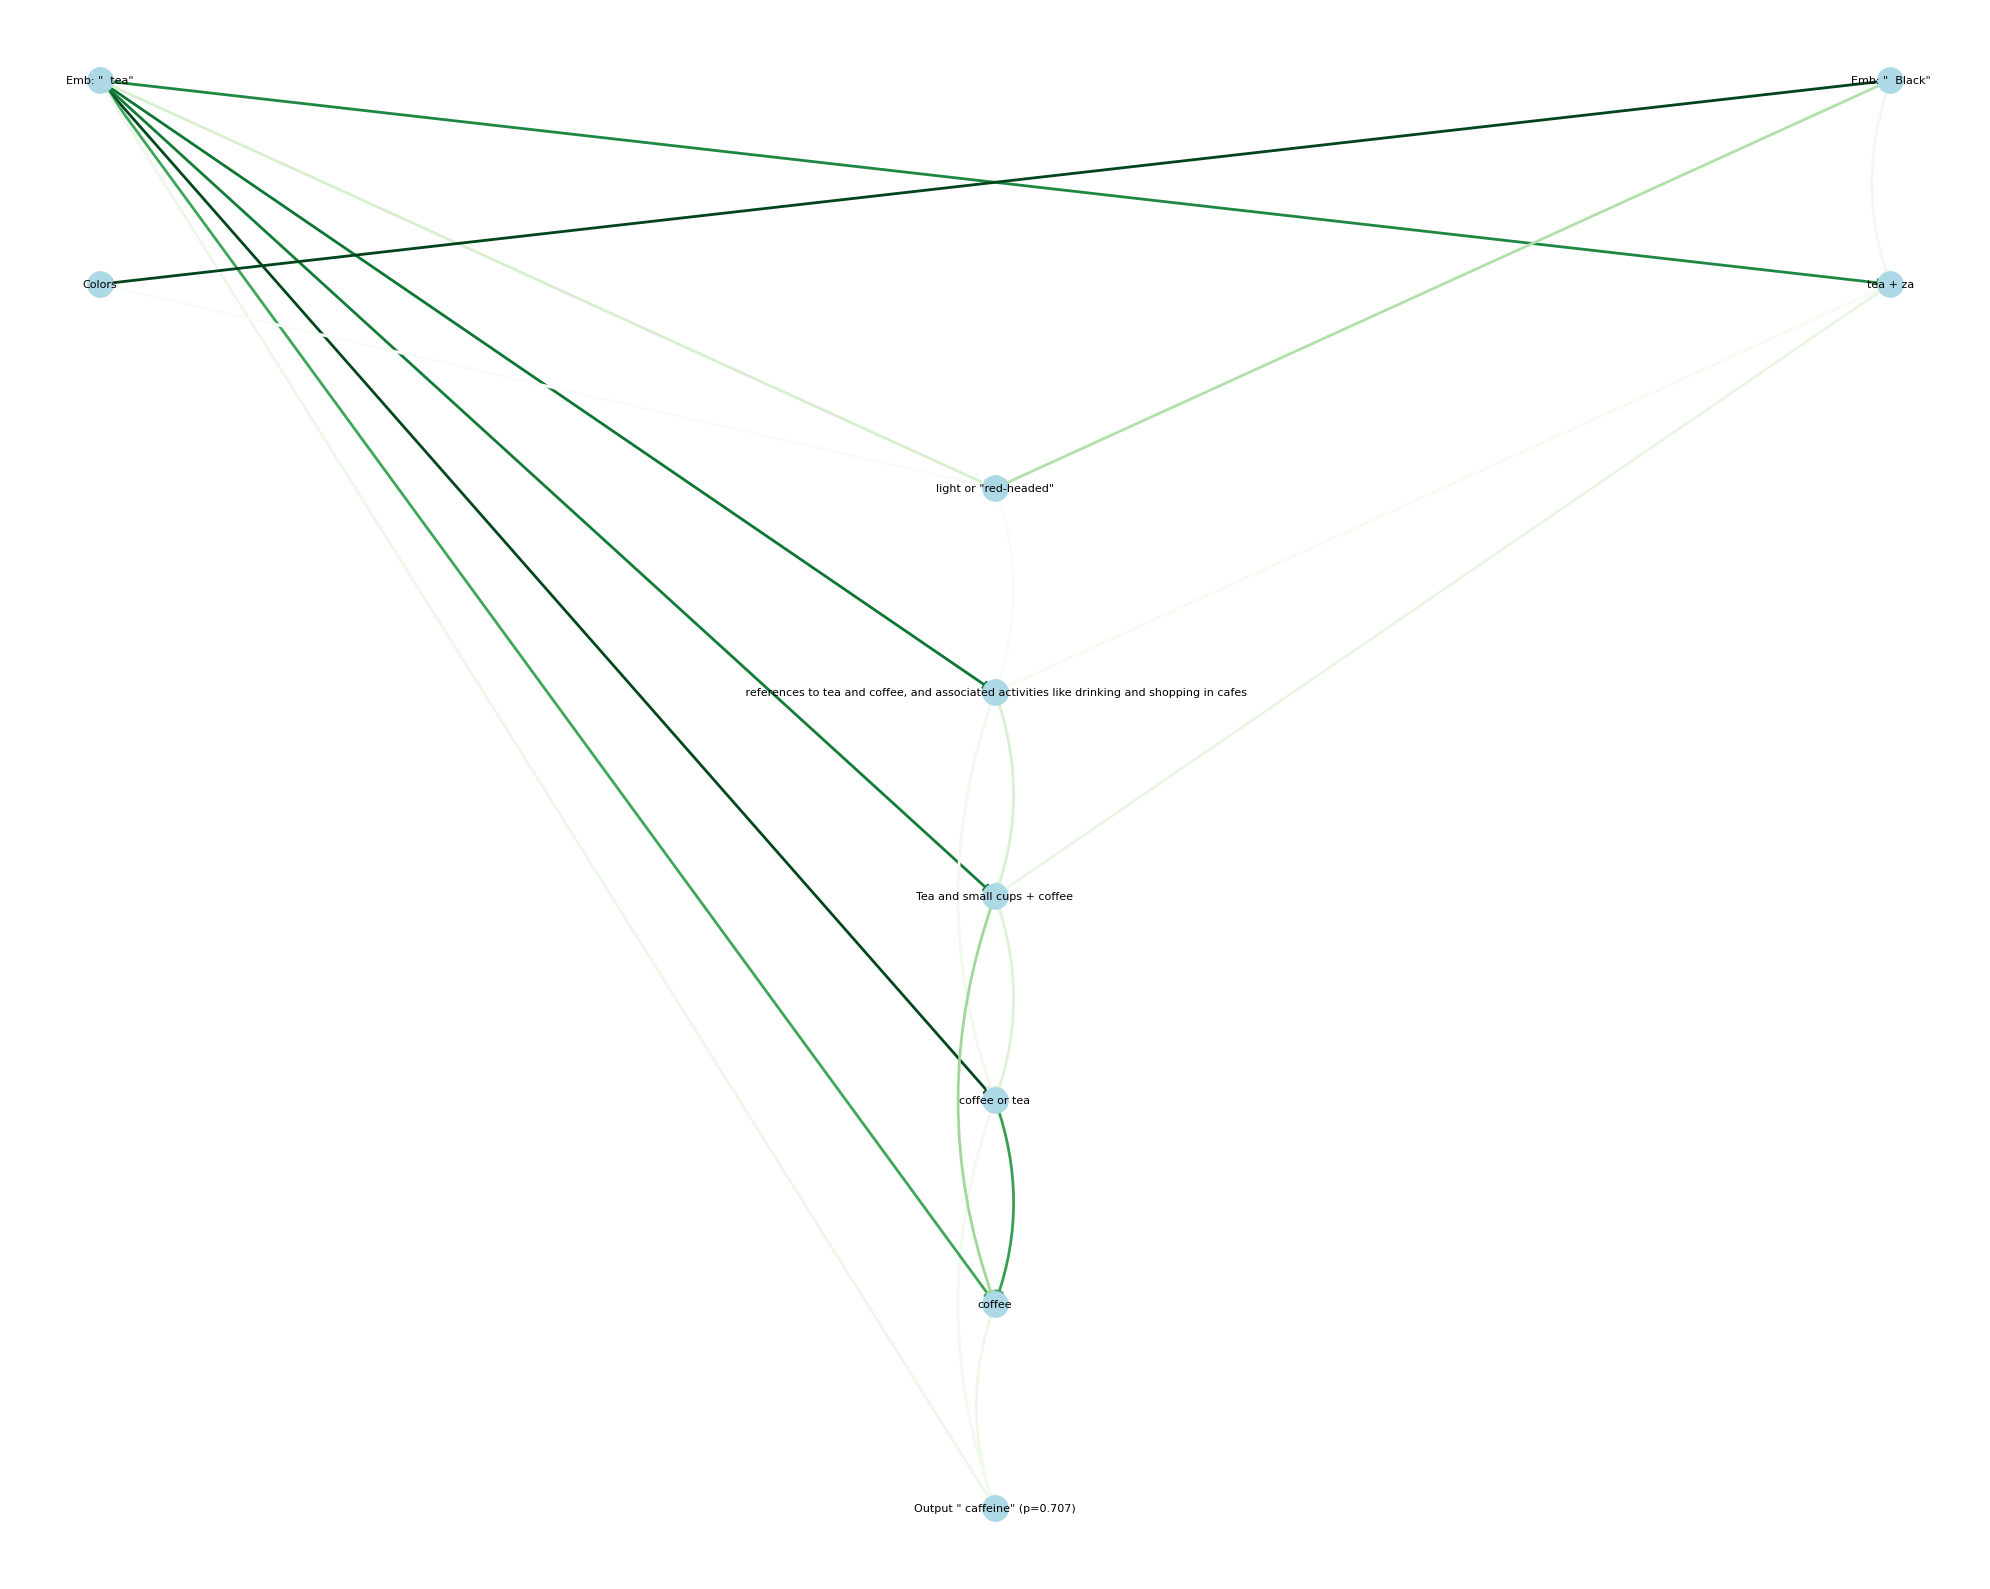 Emb: "  tea"
Emb: "  Black"
Colors
tea + za
light or "red-headed"
references to tea and coffee, and associated activities like drinking and shopping in cafes
Tea and small cups + coffee
coffee or tea
coffee
Output " caffeine" (p=0.707)